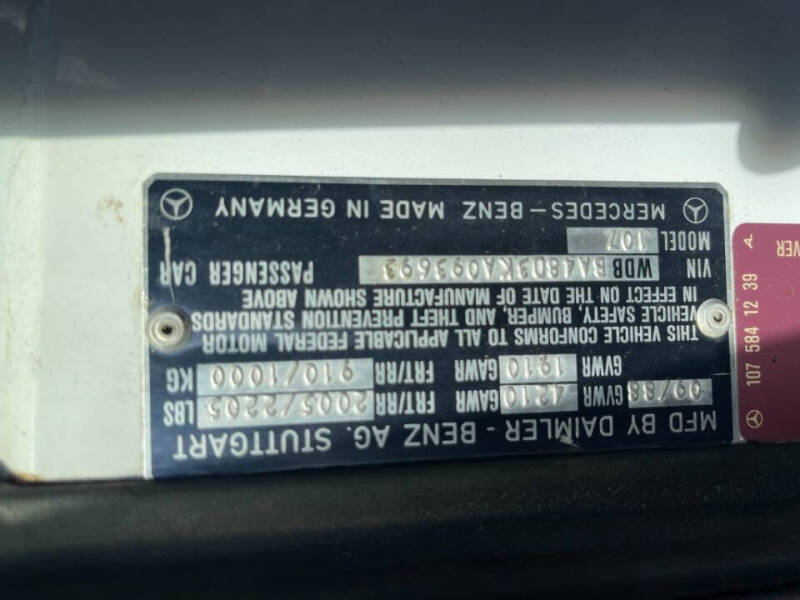 MFD BY DAIMLER - BENZ AG. STUTTGART
09/88 GVWR 4210 GAWR FRT/RR 2005/2205 LBS
GVWR 1910 GAWR FRT/RR 910/1000 KG
THIS VEHICLE CONFORMS TO ALL APPLICABLE FEDERAL MOTOR
VEHICLE SAFETY, BUMPER, AND THEFT PREVENTION STANDARDS
IN EFFECT ON THE DATE OF MANUFACTURE SHOWN ABOVE
VIN WDB BA48D3KA093693 PASSENGER CAR
MODEL 107
MERCEDES-BENZ MADE IN GERMANY
107 584 12 39